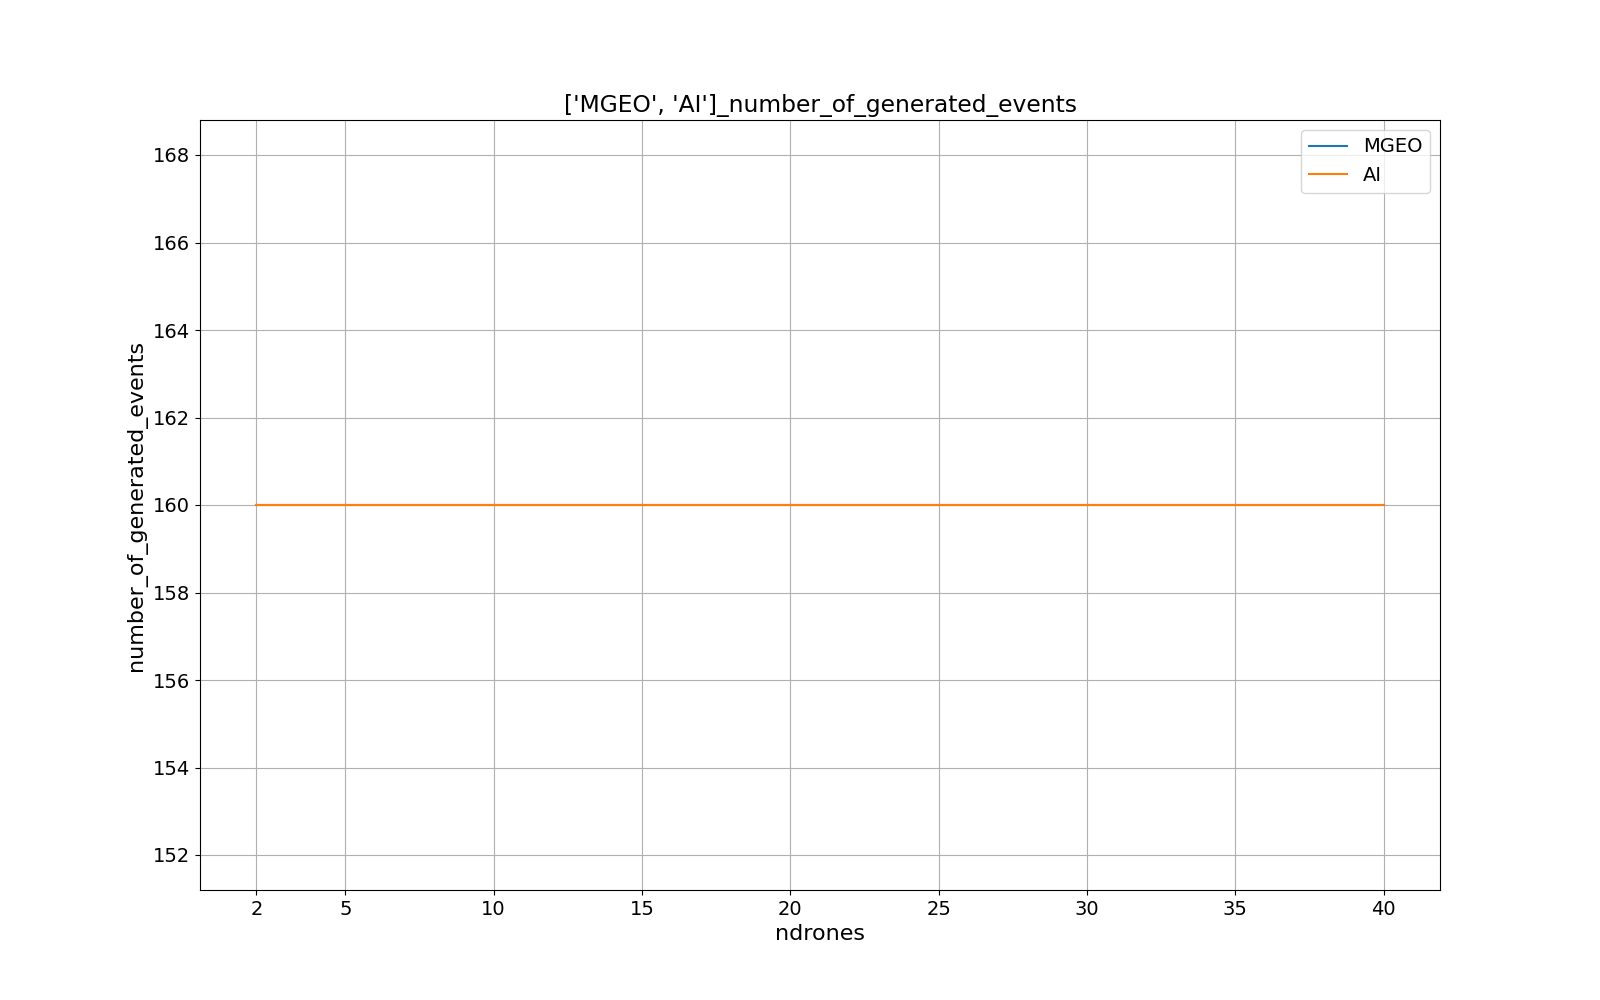 ['MGEO', 'AI']_number_of_generated_events
MGEO
AI
number_of_generated_events
168
166
164
162
160
158
156
154
152
2 5 10 15 20 25 30 35 40
ndrones